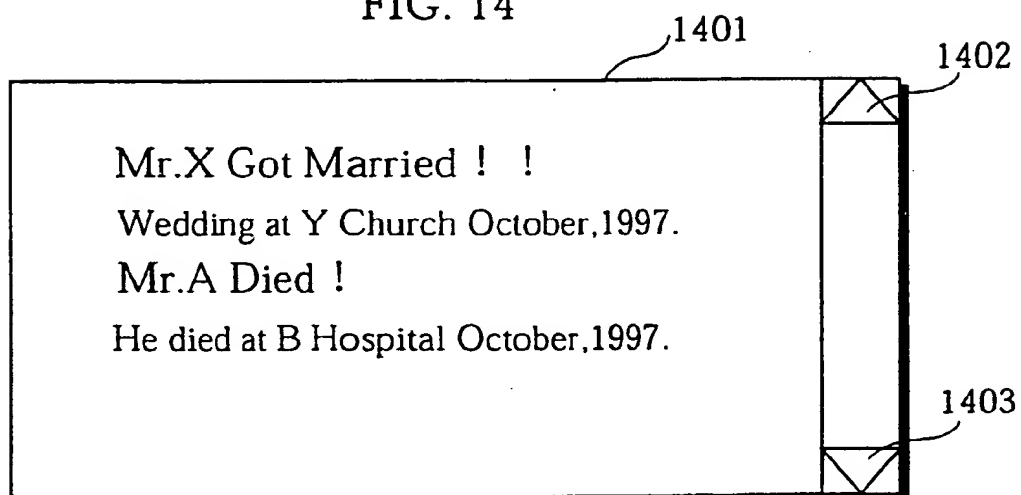 FIG. 14
1401
1402
Mr.X Got Married ! !
Wedding at Y Church October,1997.
Mr.A Died !
He died at B Hospital October,1997.
1403